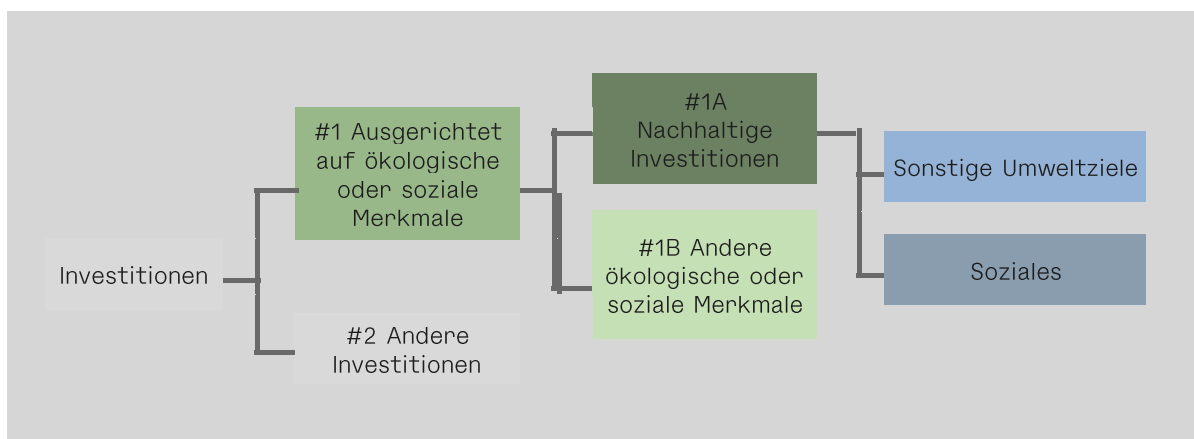 Investitionen
#1 Ausgerichtet
auf ökologische
oder soziale
Merkmale
#2 Andere
Investitionen
#1A
Nachhaltige
Investitionen
#1B Andere
ökologische oder
soziale Merkmale
Sonstige Umweltziele
Soziales